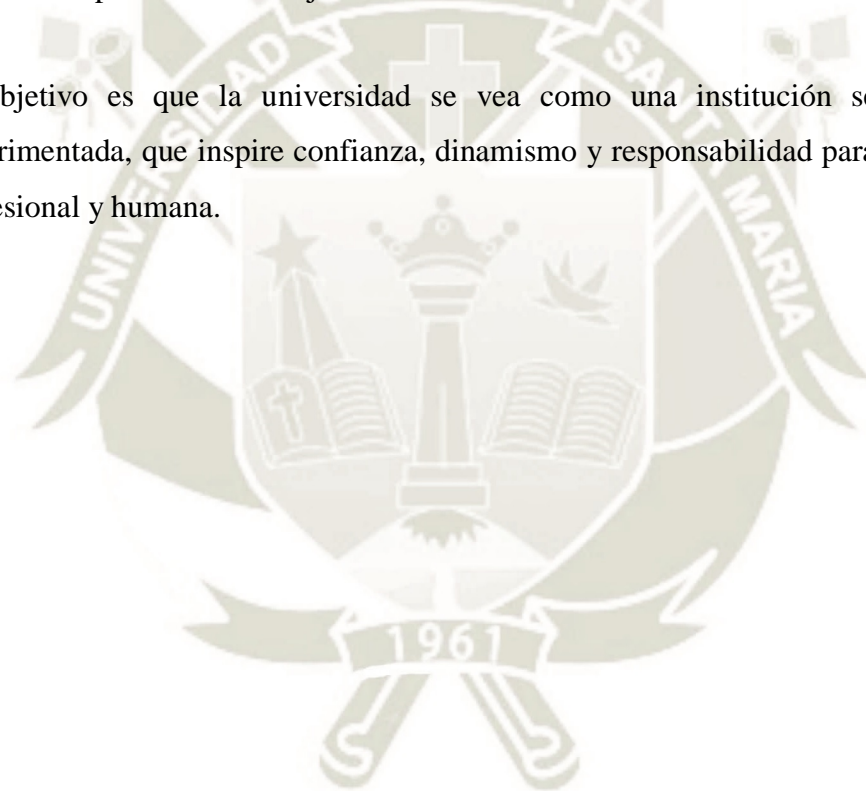 objetivo es que la universidad se vea como una institución
rimentada, que inspire confianza, dinamismo y responsabilidad para
esional y humana.
UNIVERSIDAD
SANTA MARIA
1961